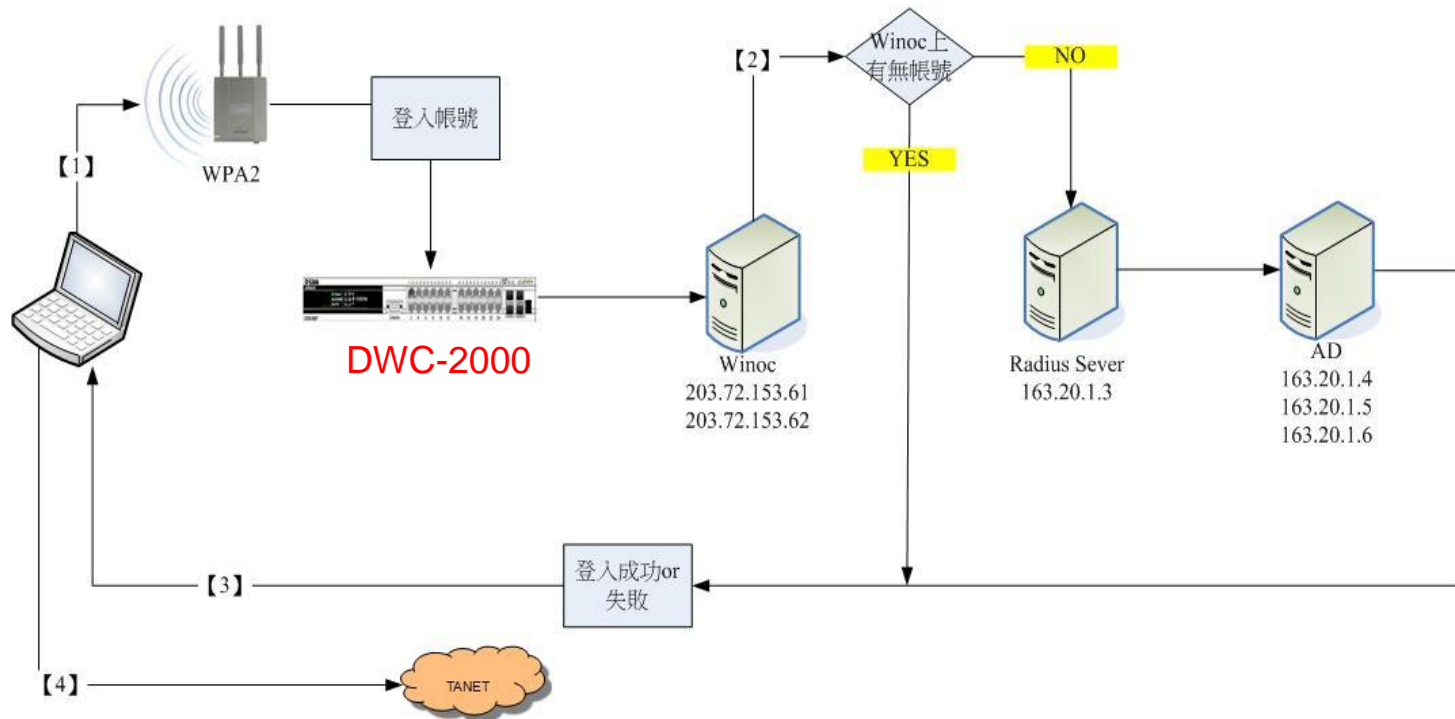 Winoc上
有無帳號
【2】
NO
登入帳號
YES
【1】
WPA2
DWC-2000
Winoc
203.72.153.61
203.72.153.62
Radius Sever
163.20.1.3
AD
163.20.1.4
163.20.1.5
163.20.1.6
【3】
登入成功or
失敗
【4】
TANET